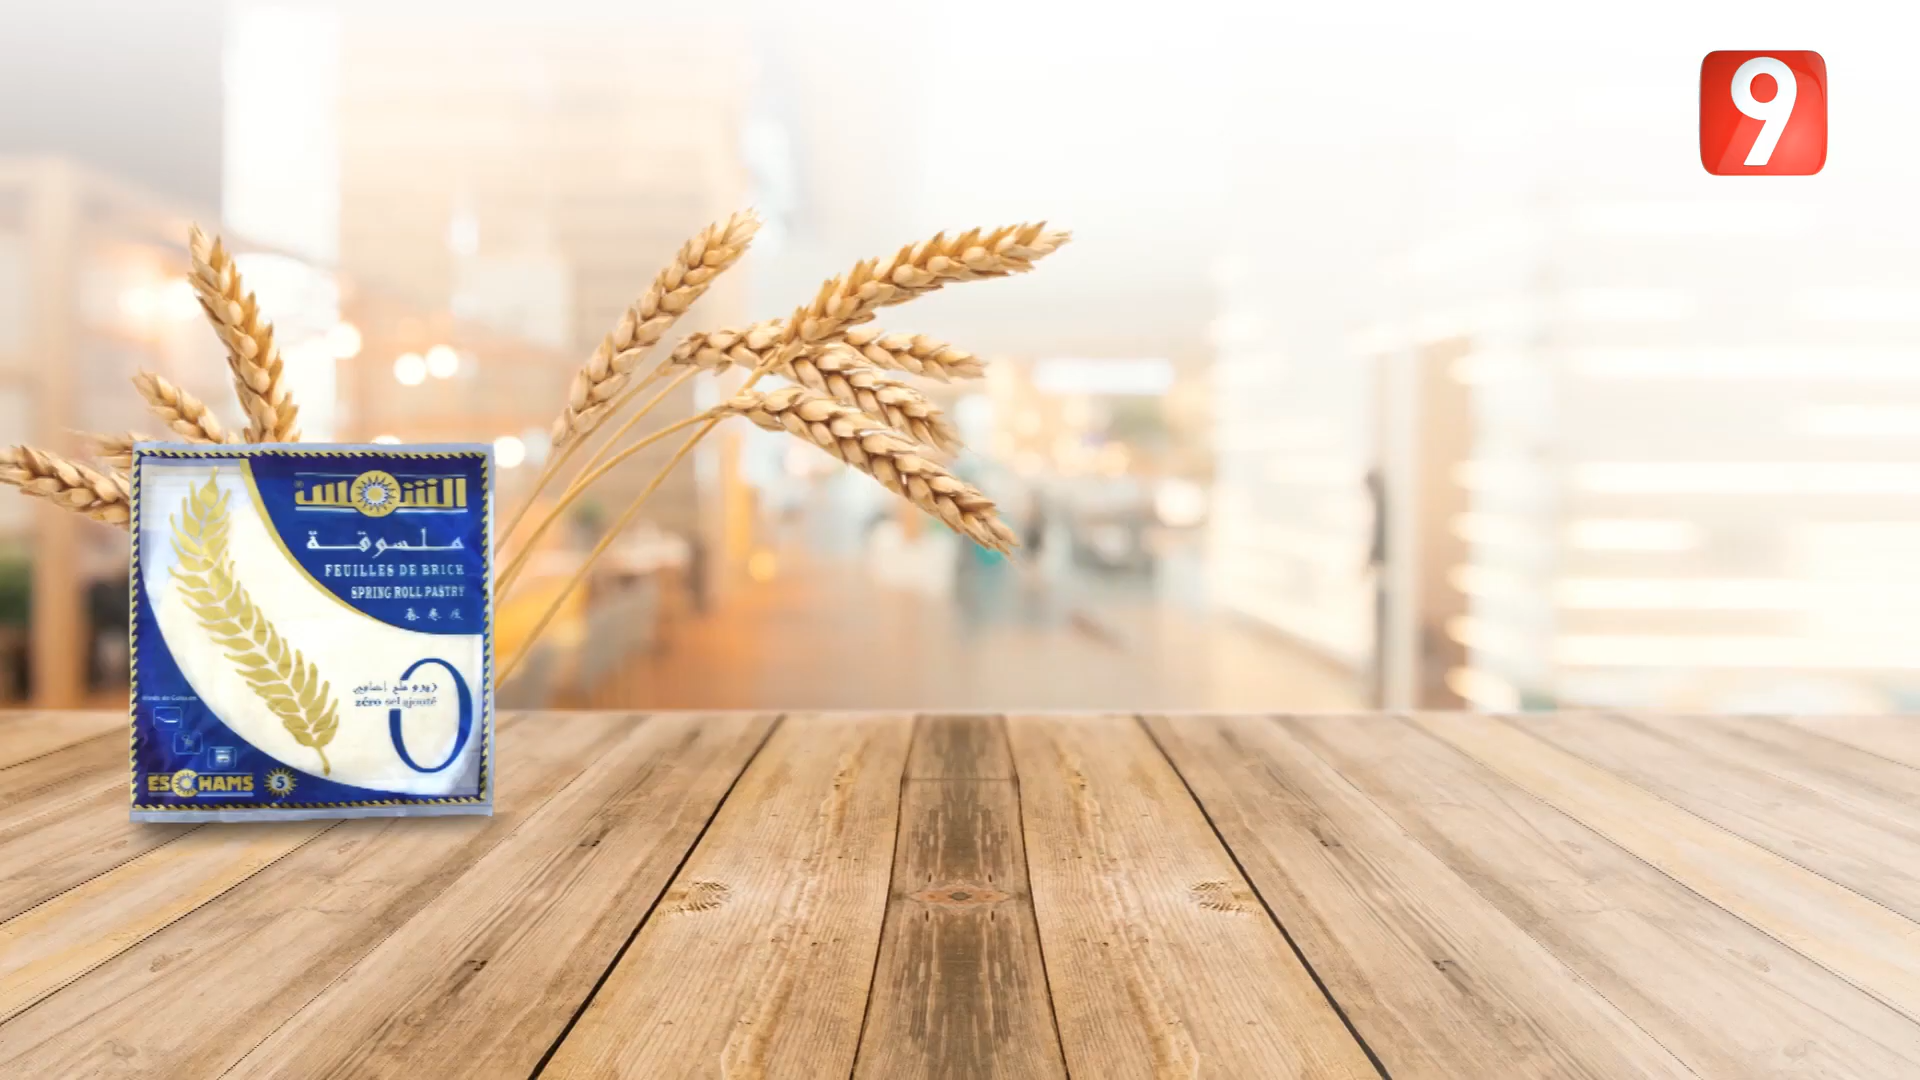 9
الشمس
ملسوقة
FEUILLES DE BRICK
SPRING ROLL PASTRY
春卷皮
زيرو ملح إضافي
zéro sel ajouté
0
ESCHAMS
5